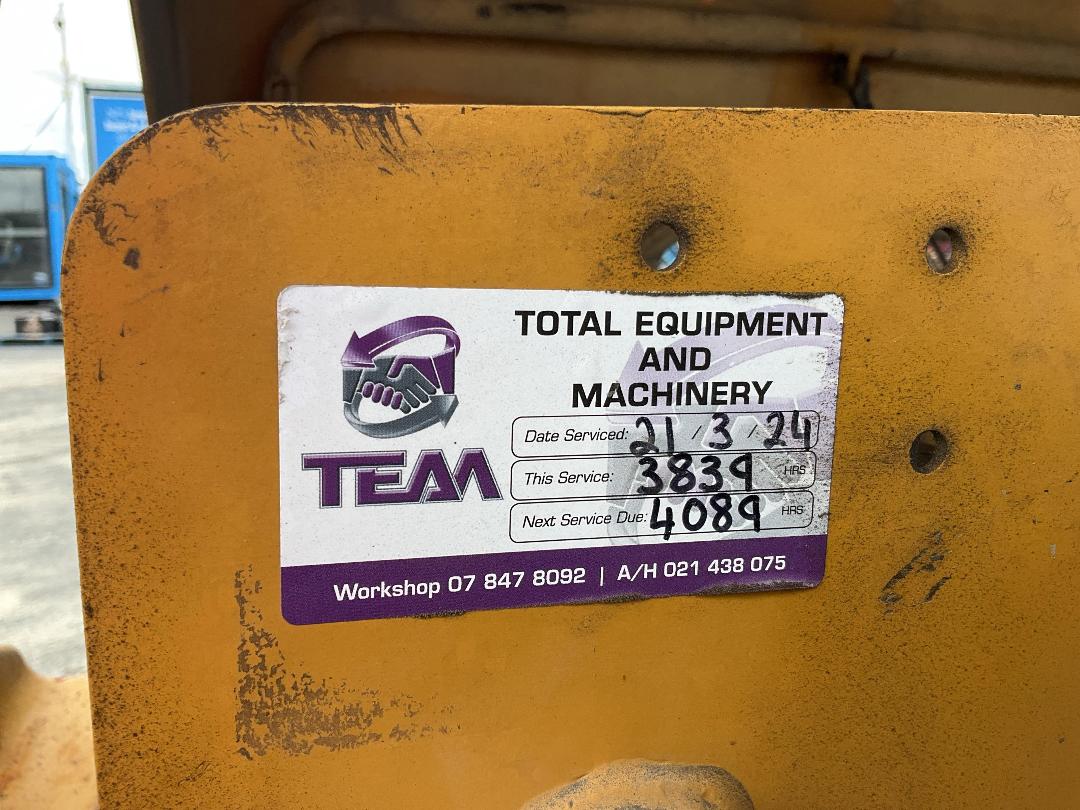 TOTAL EQUIPMENT
AND
MACHINERY
TEAM
Date Serviced: 21 / 3 / 24
This Service: 3839 HRS
Next Service Due: 4089 HRS
Workshop 07 847 8092 | A/H 021 438 075